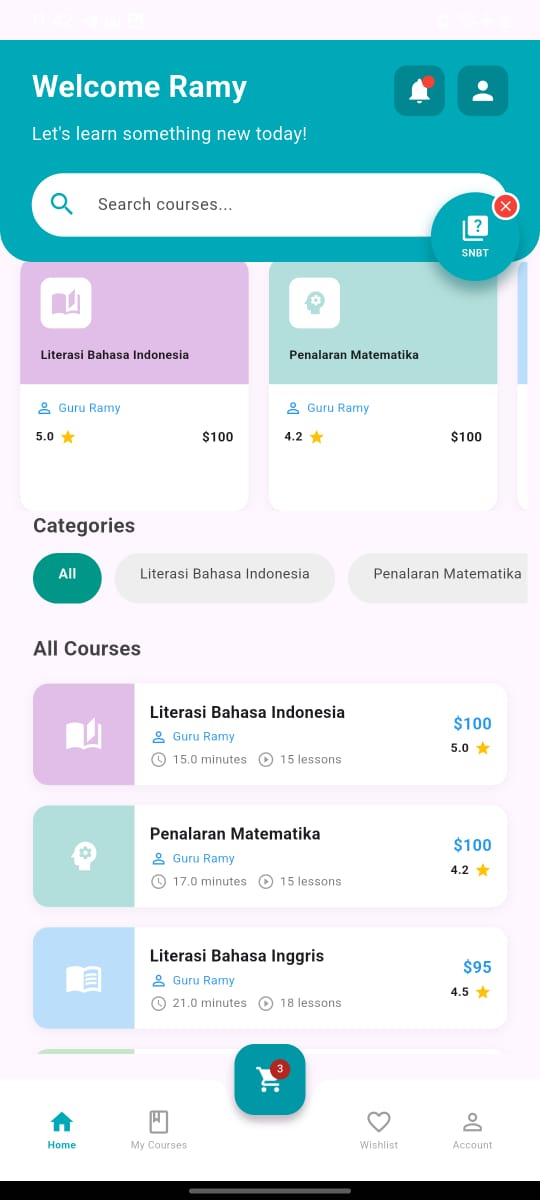 Welcome Ramy
Let's learn something new today!
Search courses...
?
SNBT
Literasi Bahasa Indonesia
Penalaran Matematika
Guru Ramy
Guru Ramy
5.0
$100
4.2
$100
Categories
All
Literasi Bahasa Indonesia
Penalaran Matematika
All Courses
Literasi Bahasa Indonesia
$100
Guru Ramy
5.0
15.0 minutes
15 lessons
Penalaran Matematika
$100
Guru Ramy
4.2
17.0 minutes
15 lessons
Literasi Bahasa Inggris
$95
Guru Ramy
4.5
21.0 minutes
18 lessons
3
Home
My Courses
Wishlist
Account